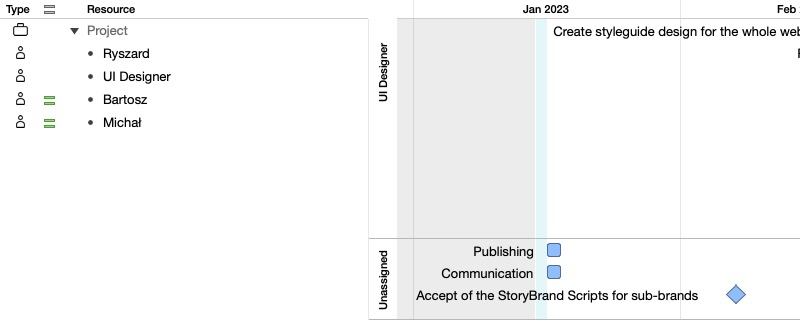 Type Resource Jan 2023 Feb
Project
Create styleguide design for the whole web
Ryszard
UI Designer
Bartosz
Michał
UI Designer
Unassigned
Publishing
Communication
Accept of the StoryBrand Scripts for sub-brands